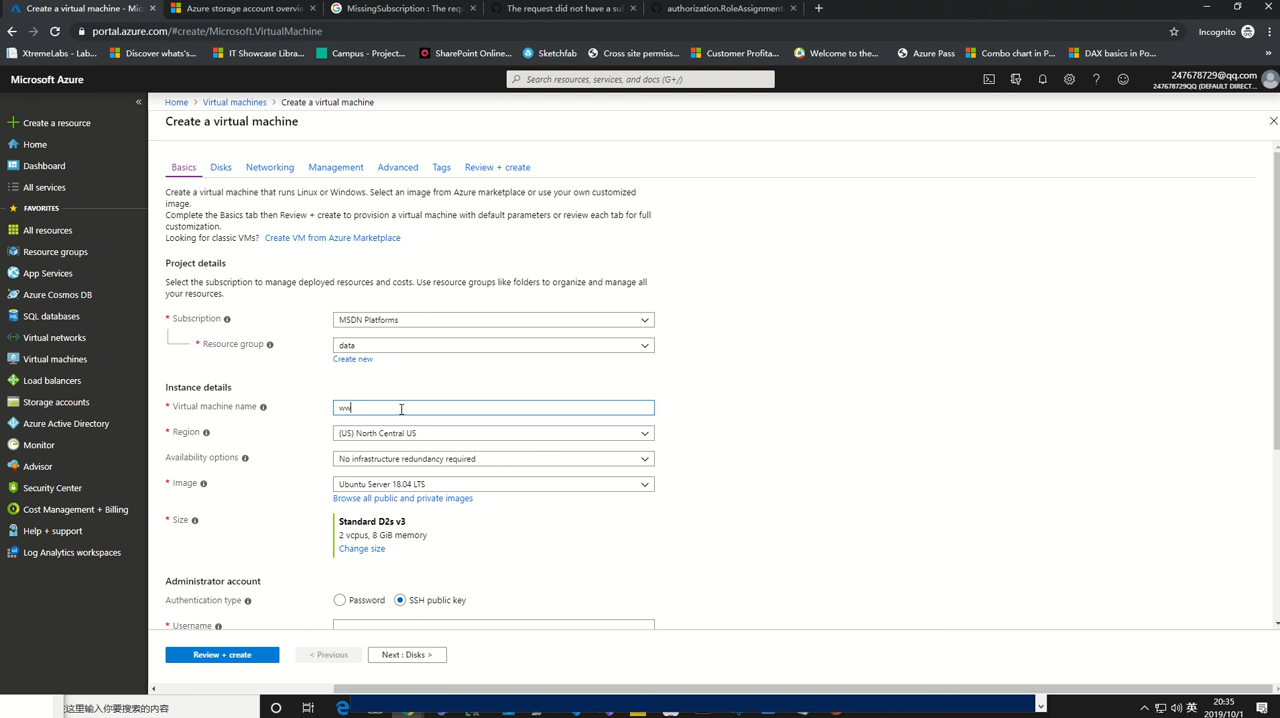 Create a virtual machine - Micros
Azure storage account overvie
MissingSubscription : The requ
The request did not have a sub
authorization.RoleAssignment
portal.azure.com/#create/Microsoft.VirtualMachine
Incognito
XtremeLabs - Campu...
Discover what's...
IT Showcase Libra...
Campus - Project...
SharePoint Online...
Sketchfab
Cross site permiss...
Customer Profita...
Welcome to the...
Azure Pass
Combo chart in P...
DAX basics in Po...
Microsoft Azure
Search resources, services, and docs (G+/)
247678729@qq.com
247678729QQ (DEFAULT DIRECT...
Home > Virtual machines > Create a virtual machine
Create a virtual machine
Create a resource
Home
Dashboard
All services
FAVORITES
All resources
Resource groups
App Services
Azure Cosmos DB
SQL databases
Virtual networks
Virtual machines
Load balancers
Storage accounts
Azure Active Directory
Monitor
Advisor
Security Center
Cost Management + Billing
Help + support
Log Analytics workspaces
Basics Disks Networking Management Advanced Tags Review + create
Create a virtual machine that runs Linux or Windows. Select an image from Azure marketplace or use your own customized
image.
Complete the Basics tab then Review + create to provision a virtual machine with default parameters or review each tab for full
customization.
Looking for classic VMs? Create VM from Azure Marketplace
Project details
Select the subscription to manage deployed resources and costs. Use resource groups like folders to organize and manage all
your resources.
* Subscription MSDN Platforms
* Resource group data
Create new
Instance details
* Virtual machine name ww
* Region (US) North Central US
Availability options No infrastructure redundancy required
* Image Ubuntu Server 18.04 LTS
Browse all public and private images
* Size Standard D2s v3
2 vcpus, 8 GiB memory
Change size
Administrator account
Authentication type Password SSH public key
* Username
Review + create < Previous Next : Disks >
这里输入你要搜索的内容
英
20:35
2019/10/1